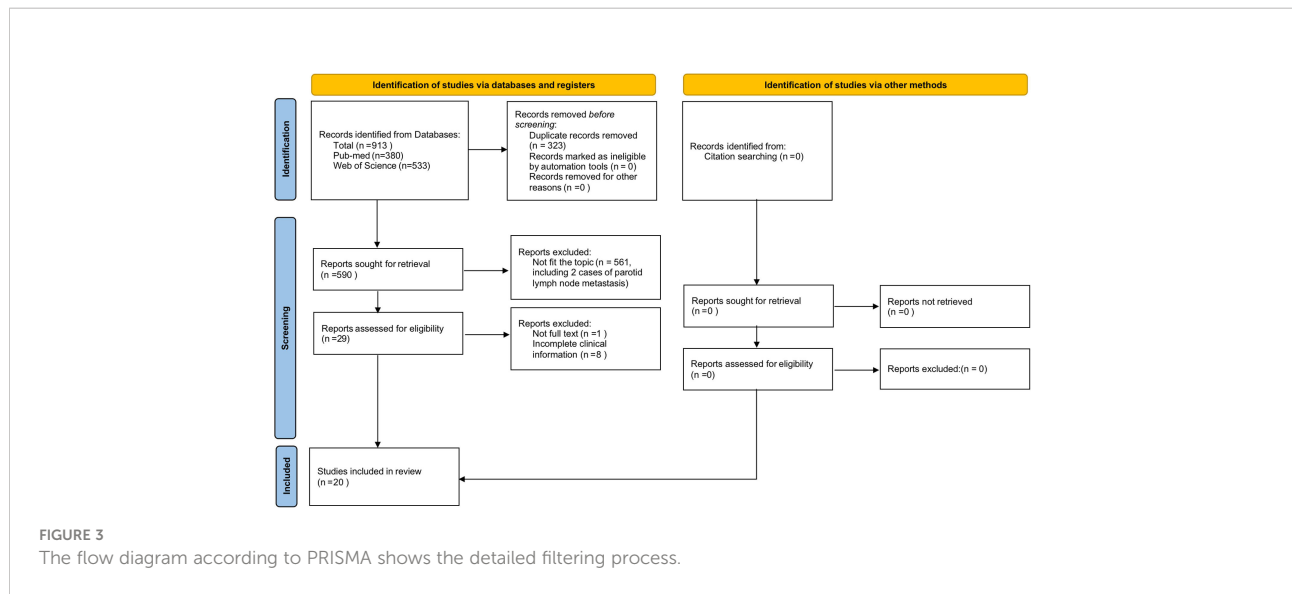 Identification of studies via databases and registers
Identification of studies via other methods
Identification
Records identified from Databases:
Total (n =913 )
Pub-med (n=380)
Web of Science (n=533)
Records removed before
screening:
Duplicate records removed
(n = 323)
Records marked as ineligible
by automation tools (n = 0)
Records removed for other
reasons (n =0 )
Records identified from:
Citation searching (n =0)
Screening
Reports sought for retrieval
(n =590 )
Reports excluded:
Not fit the topic (n = 561,
including 2 cases of parotid
lymph node metastasis)
Reports sought for retrieval
(n =0 )
Reports not retrieved
(n =0 )
Reports assessed for eligibility
(n =29)
Reports excluded:
Not full text (n =1 )
Incomplete clinical
information (n =8 )
Reports assessed for eligibility
(n =0)
Reports excluded:(n = 0)
Included
Studies included in review
(n =20 )
FIGURE 3
The flow diagram according to PRISMA shows the detailed filtering process.